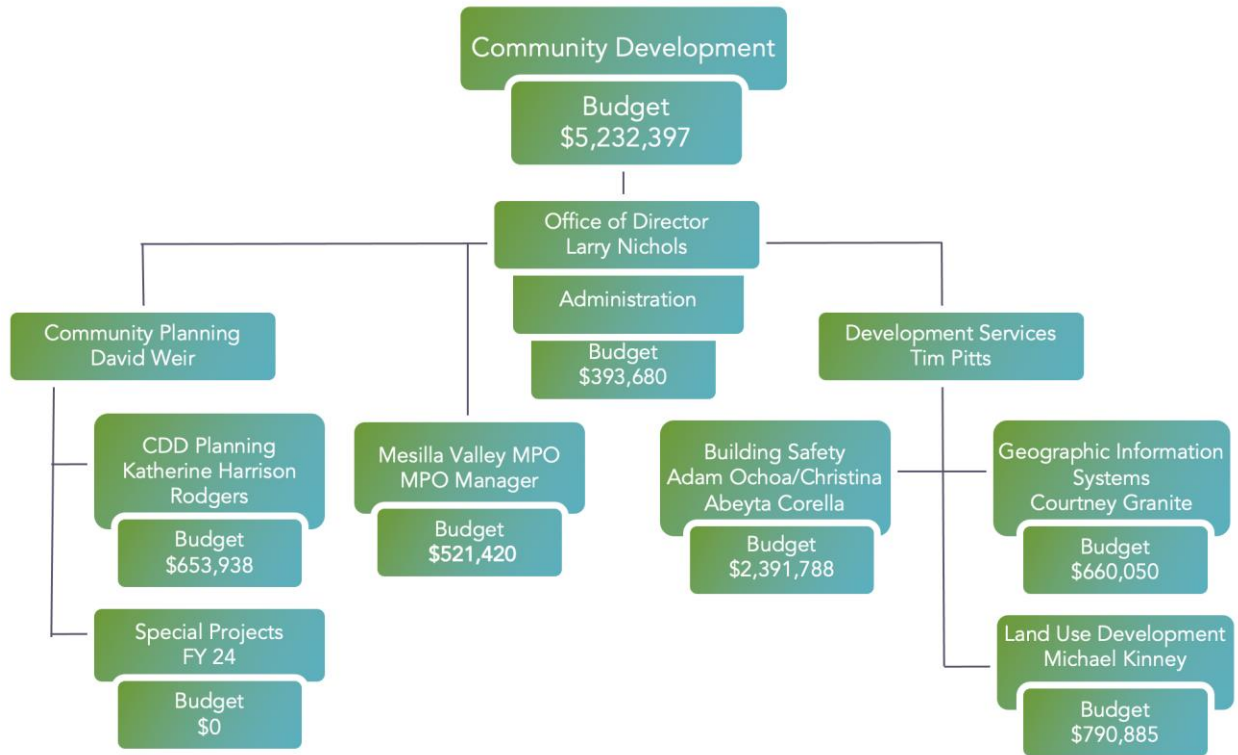 Community Development
Budget
$5,232,397
Office of Director
Larry Nichols
Administration
Budget
$393,680
Community Planning
David Weir
CDD Planning
Katherine Harrison
Rodgers
Budget
$653,938
Special Projects
FY 24
Budget
$0
Mesilla Valley MPO
MPO Manager
Budget
$521,420
Development Services
Tim Pitts
Building Safety
Adam Ochoa/Christina
Abeyta Corella
Budget
$2,391,788
Geographic Information
Systems
Courtney Granite
Budget
$660,050
Land Use Development
Michael Kinney
Budget
$790,885